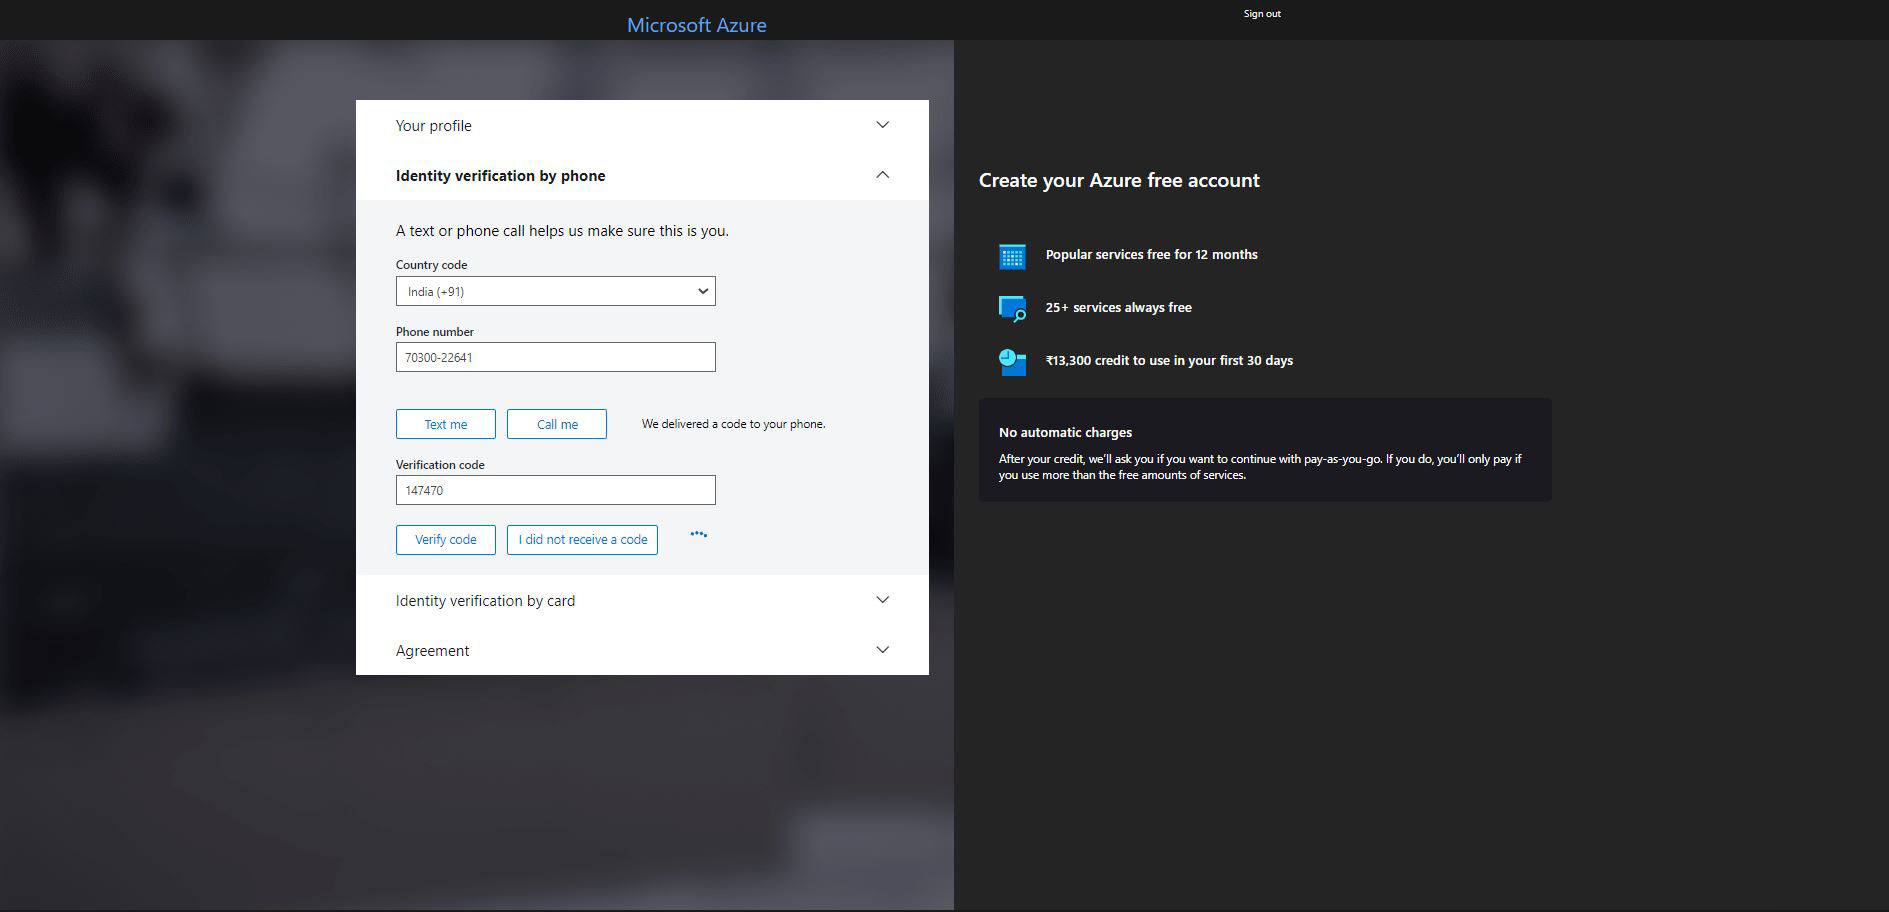 Microsoft Azure
Sign out
Your profile
Identity verification by phone
A text or phone call helps us make sure this is you.
Country code
India (+91)
Phone number
70300-22641
Text me
Call me
We delivered a code to your phone.
Verification code
147470
Verify code
I did not receive a code
Identity verification by card
Agreement
Create your Azure free account
Popular services free for 12 months
25+ services always free
₹13,300 credit to use in your first 30 days
No automatic charges
After your credit, we'll ask you if you want to continue with pay-as-you-go. If you do, you'll only pay if
you use more than the free amounts of services.